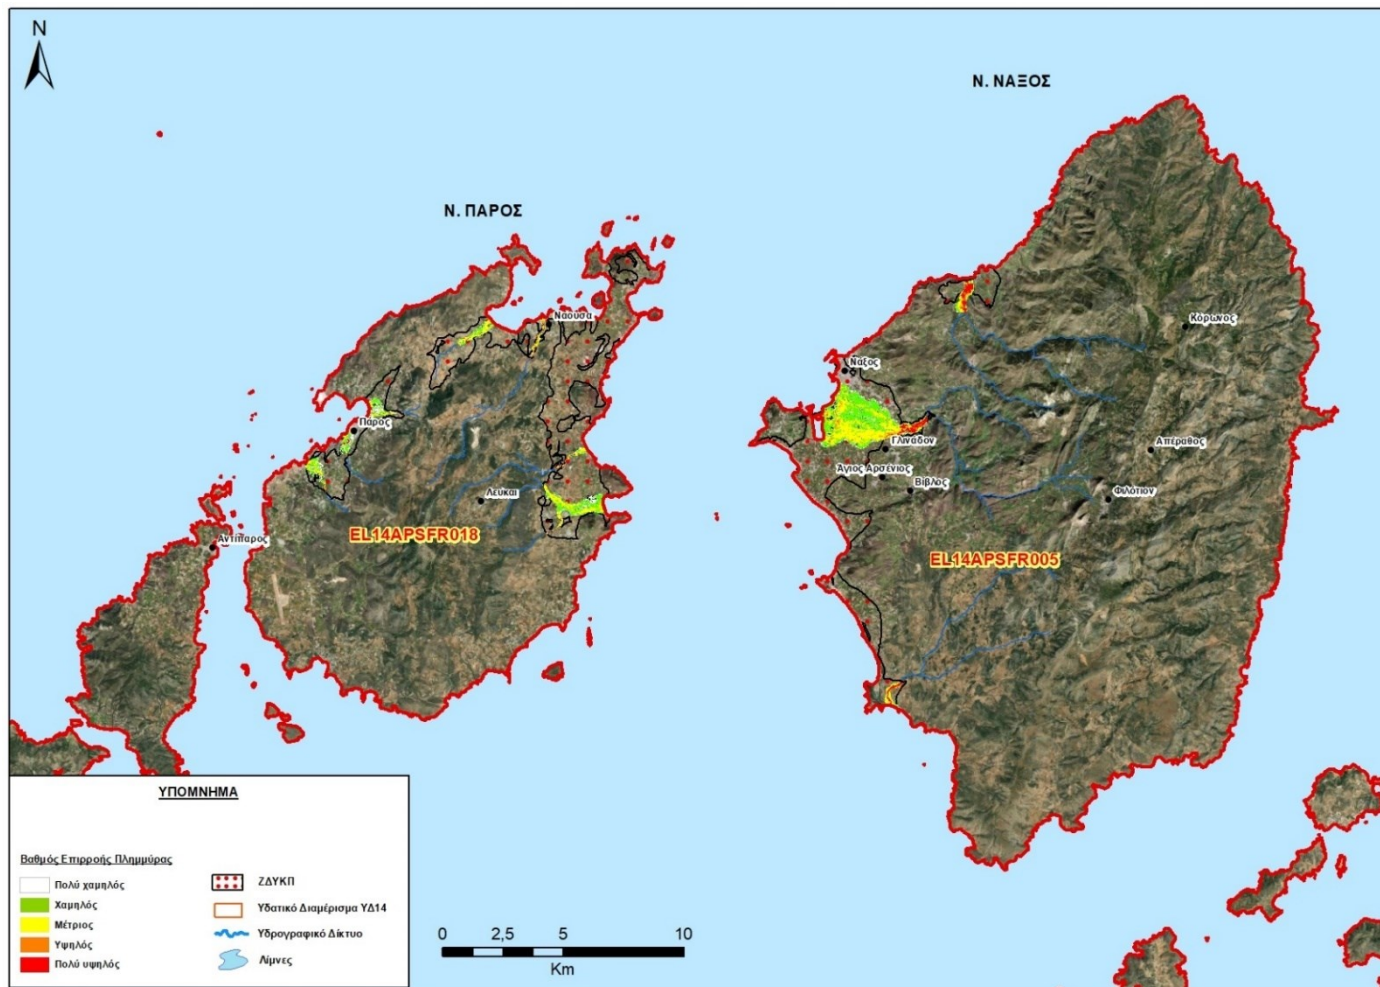 N
Ν. ΝΑΞΟΣ
Ν. ΠΑΡΟΣ
Νάουσα
Κόρωνος
Νάξος
Πάρος
Γλινάδον
Απέραθος
Άγιος Αρσένιος
Βίβλος
Φιλότιον
Λεύκαι
EL14APSFR018
Αντίπαρος
EL14APSFR005
ΥΠΟΜΝΗΜΑ
Βαθμός Επιρροής Πλημμύρας
Πολύ χαμηλός
Χαμηλός
Μέτριος
Υψηλός
Πολύ υψηλός
ΖΔΥΚΠ
Υδατικό Διαμέρισμα ΥΔ14
Υδρογραφικό Δίκτυο
Λίμνες
0 2,5 5 10
Km